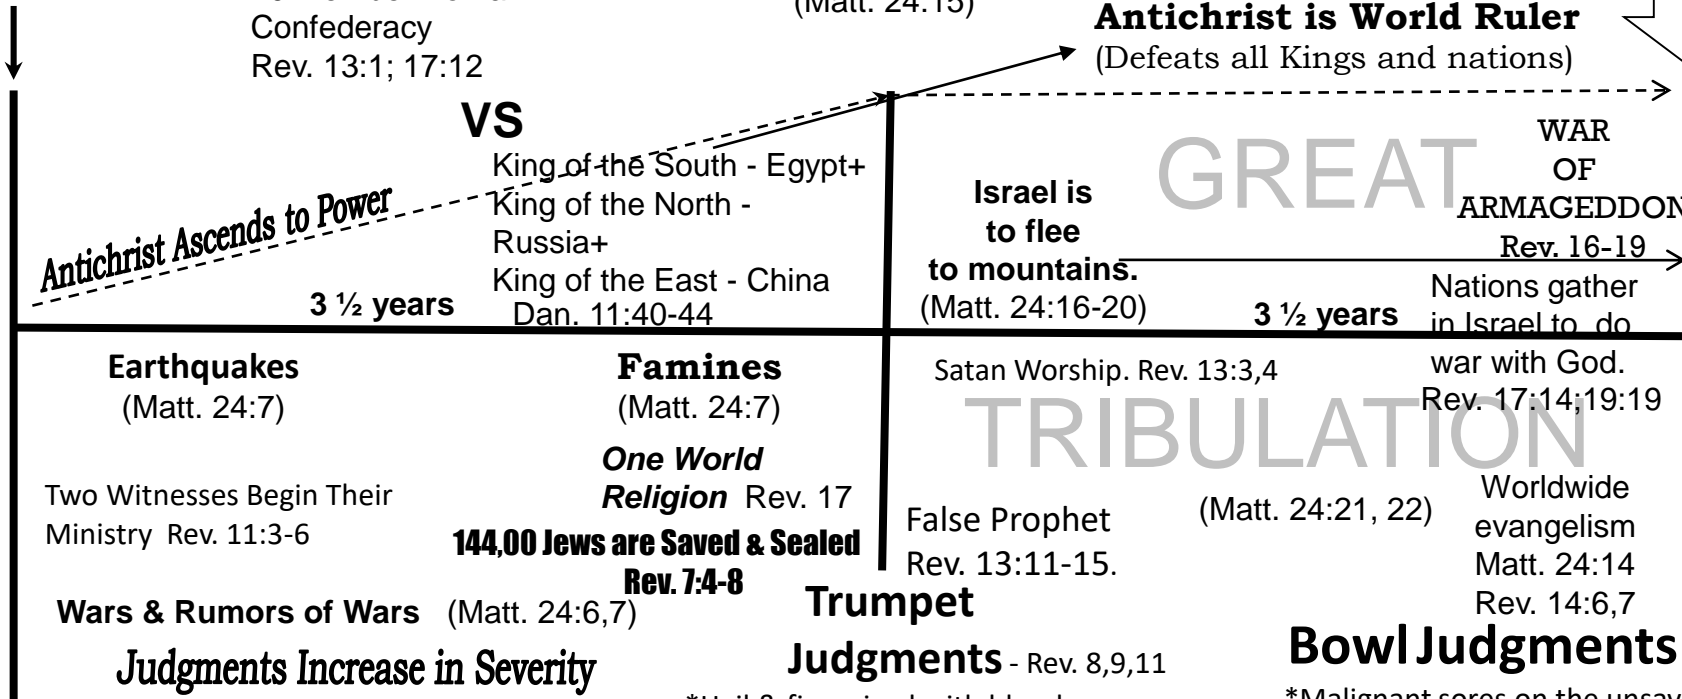 Confederacy
Rev. 13:1; 17:12
(Matt. 24:15)
Antichrist is World Ruler
(Defeats all Kings and nations)
VS
King of the South - Egypt+
King of the North -
Russia+
King of the East - China
Dan. 11:40-44
Antichrist Ascends to Power
3 ½ years
Israel is
to flee
to mountains.
(Matt. 24:16-20)
GREAT
WAR
OF
ARMAGEDDON
Rev. 16-19
Nations gather
in Israel to do
war with God.
Rev. 17:14;19:19
3 ½ years
Earthquakes
(Matt. 24:7)
Famines
(Matt. 24:7)
Satan Worship. Rev. 13:3,4
TRIBULATION
One World
Religion Rev. 17
Two Witnesses Begin Their
Ministry Rev. 11:3-6
144,00 Jews are Saved & Sealed
Rev. 7:4-8
False Prophet
Rev. 13:11-15.
(Matt. 24:21, 22)
Worldwide
evangelism
Matt. 24:14
Rev. 14:6,7
Wars & Rumors of Wars (Matt. 24:6,7)
Judgments Increase in Severity
Trumpet
Judgments - Rev. 8,9,11
Bowl Judgments
*Malignant sores on the unsav